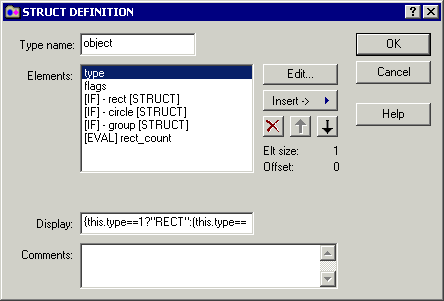 STRUCT DEFINITION
Type name: object
OK
Elements:
type
flags
[IF] - rect [STRUCT]
[IF] - circle [STRUCT]
[IF] - group [STRUCT]
[EVAL] rect_count
Edit...
Insert ->
Cancel
Help
Elt size: 1
Offset: 0
Display: {this.type==1?"RECT":(this.type==
Comments: